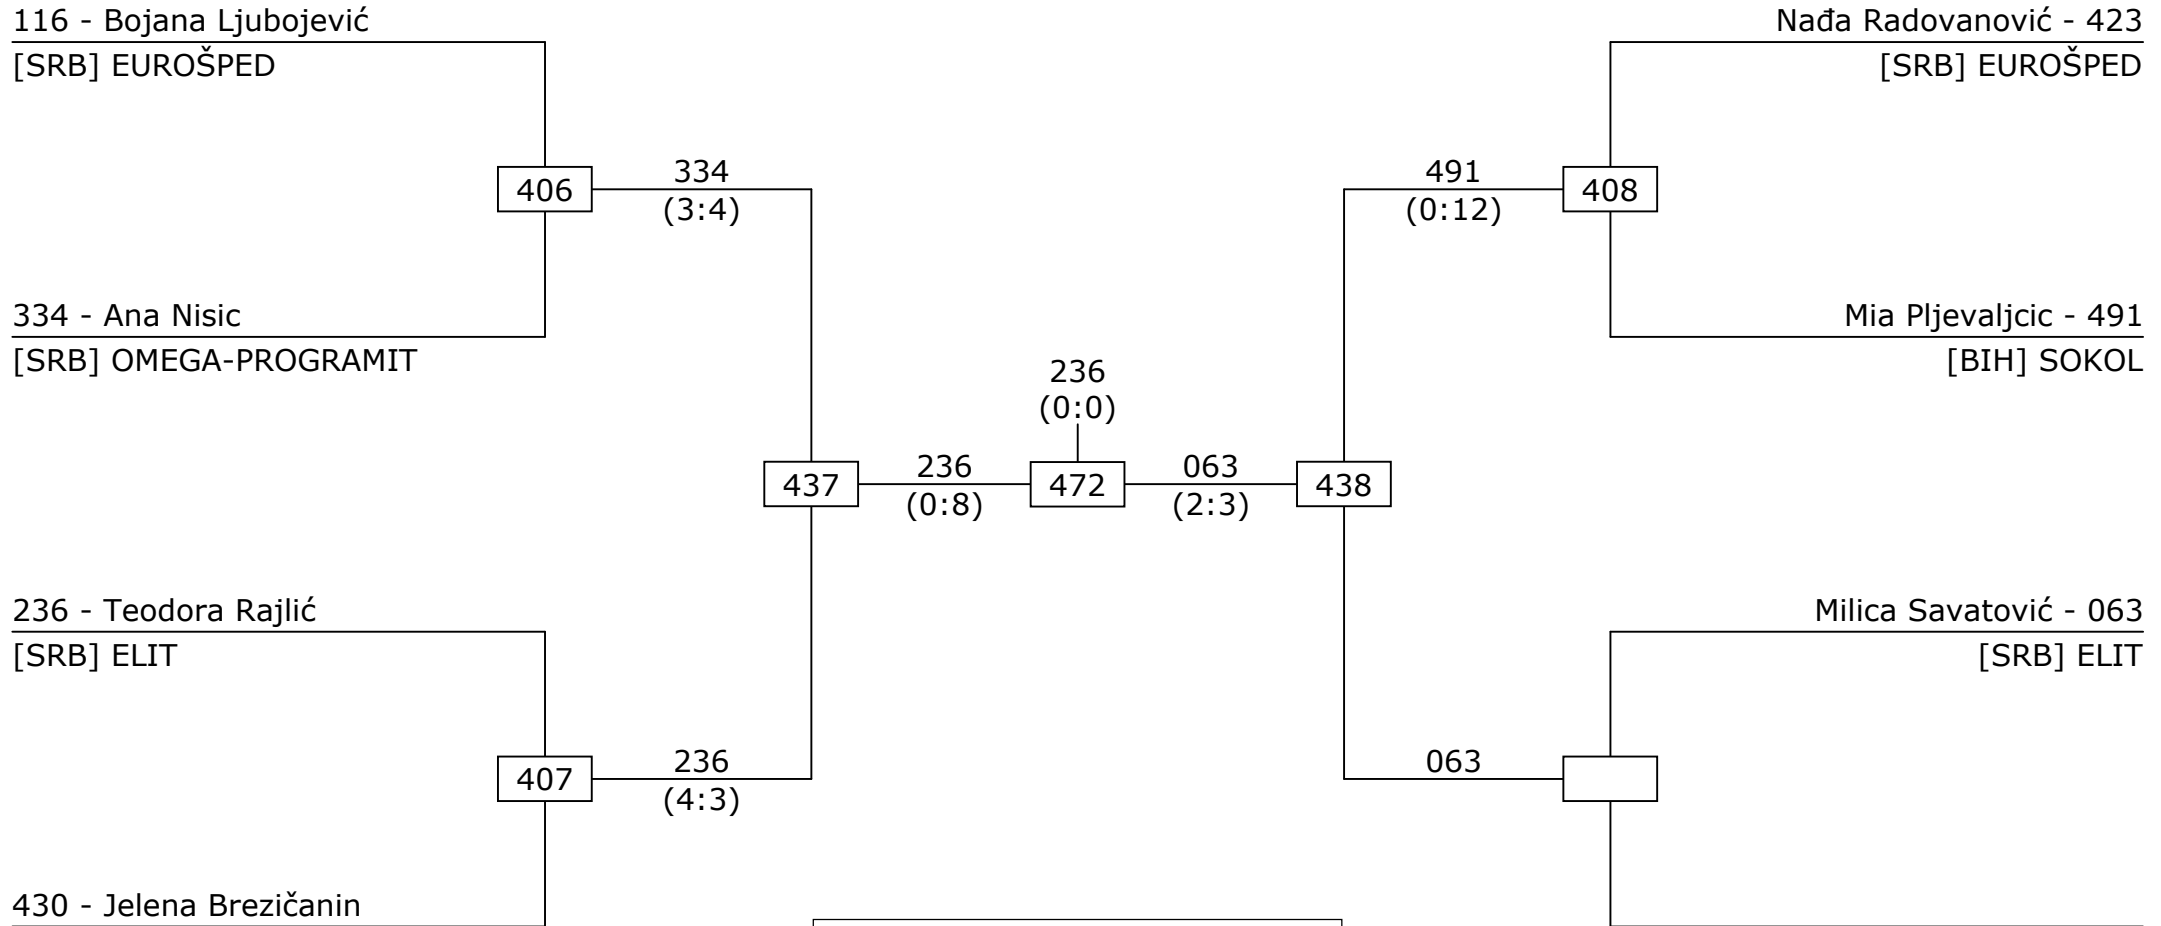 116 - Bojana Ljubojević
[SRB] EUROŠPED
Nađa Radovanović - 423
[SRB] EUROŠPED
406
334
(3:4)
491
(0:12)
408
334 - Ana Nisic
[SRB] OMEGA-PROGRAMIT
Mia Pljevaljcic - 491
[BIH] SOKOL
236
(0:0)
437
236
(0:8)
472
063
(2:3)
438
236 - Teodora Rajlić
[SRB] ELIT
Milica Savatović - 063
[SRB] ELIT
407
236
(4:3)
063
430 - Jelena Brezičanin